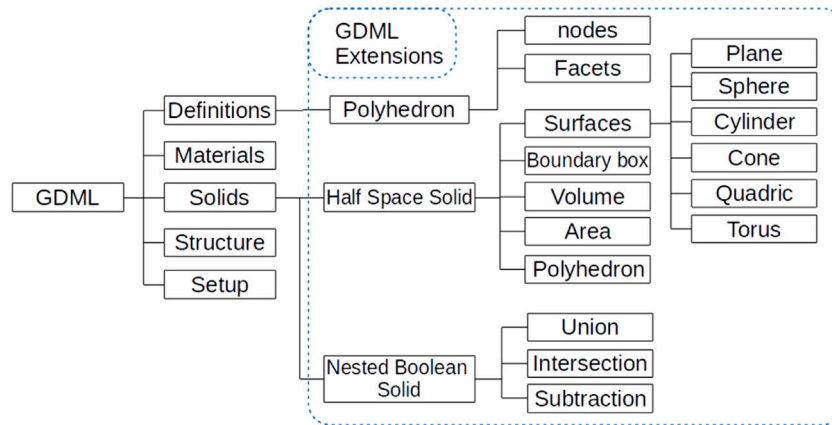 GDML
Extensions
nodes
Facets
Plane
Sphere
Cylinder
Cone
Quadric
Torus
Definitions
Polyhedron
Surfaces
Materials
Boundary box
GDML
Solids
Half Space Solid
Volume
Structure
Area
Setup
Polyhedron
Nested Boolean
Solid
Union
Intersection
Subtraction